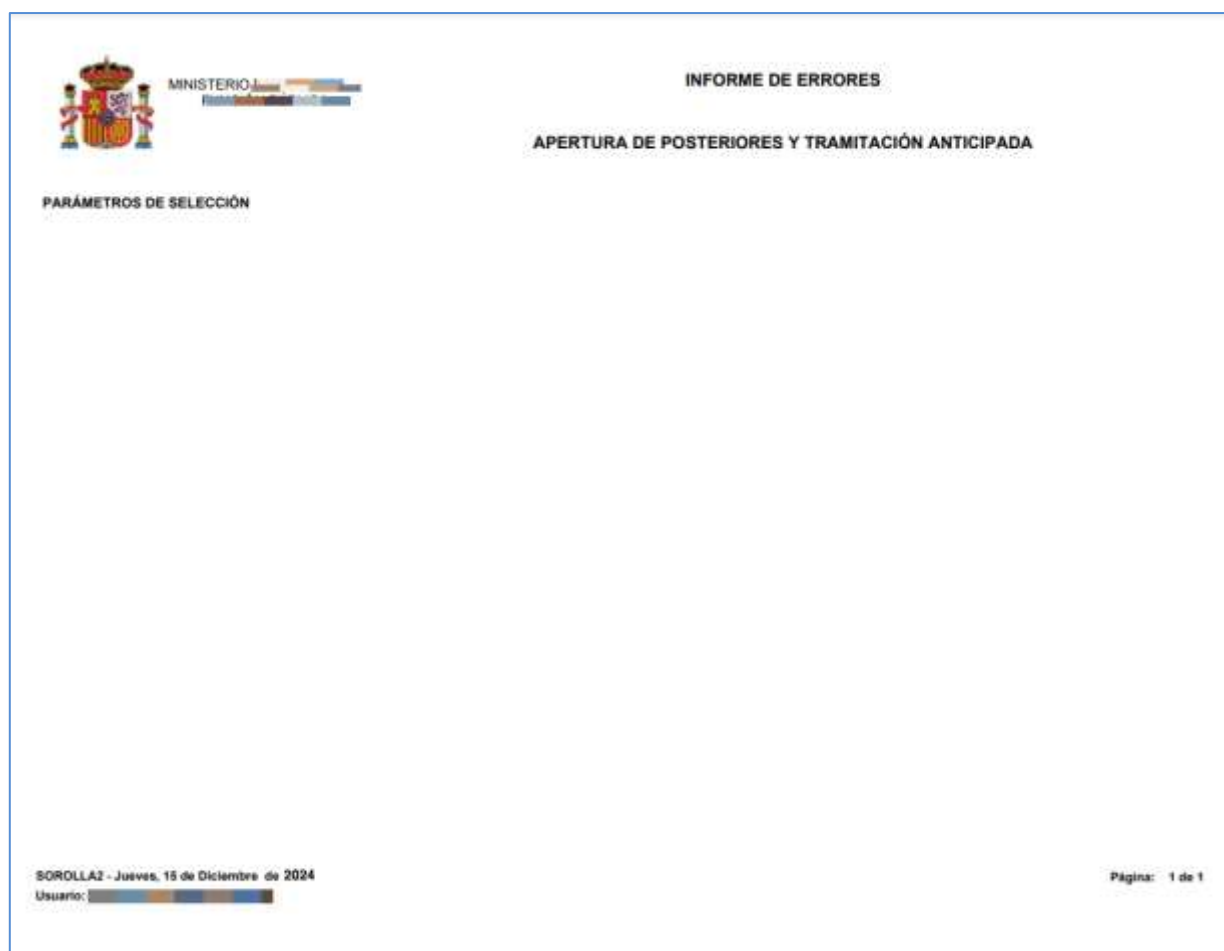 MINISTERIO
INFORME DE ERRORES
APERTURA DE POSTERIORES Y TRAMITACIÓN ANTICIPADA
PARÁMETROS DE SELECCIÓN
SOROLLA2 - Jueves, 15 de Diciembre de 2024
Usuario:
Página: 1 de 1